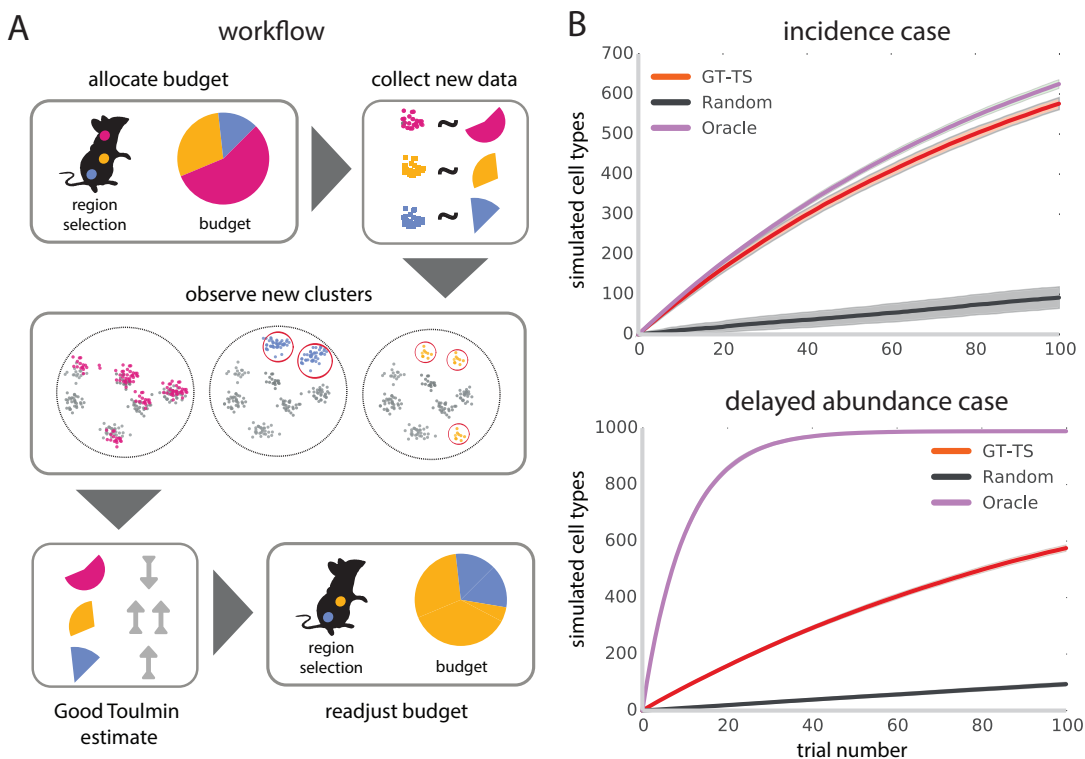 A
workflow
allocate budget
collect new data
region
selection
budget
~
~
~
observe new clusters
Good Toulmin
estimate
region
selection
budget
readjust budget
B
incidence case
simulated cell types
700
600
500
400
300
200
100
0
GT-TS
Random
Oracle
0 20 40 60 80 100
delayed abundance case
simulated cell types
1000
800
600
400
200
0
GT-TS
Random
Oracle
0 20 40 60 80 100
trial number